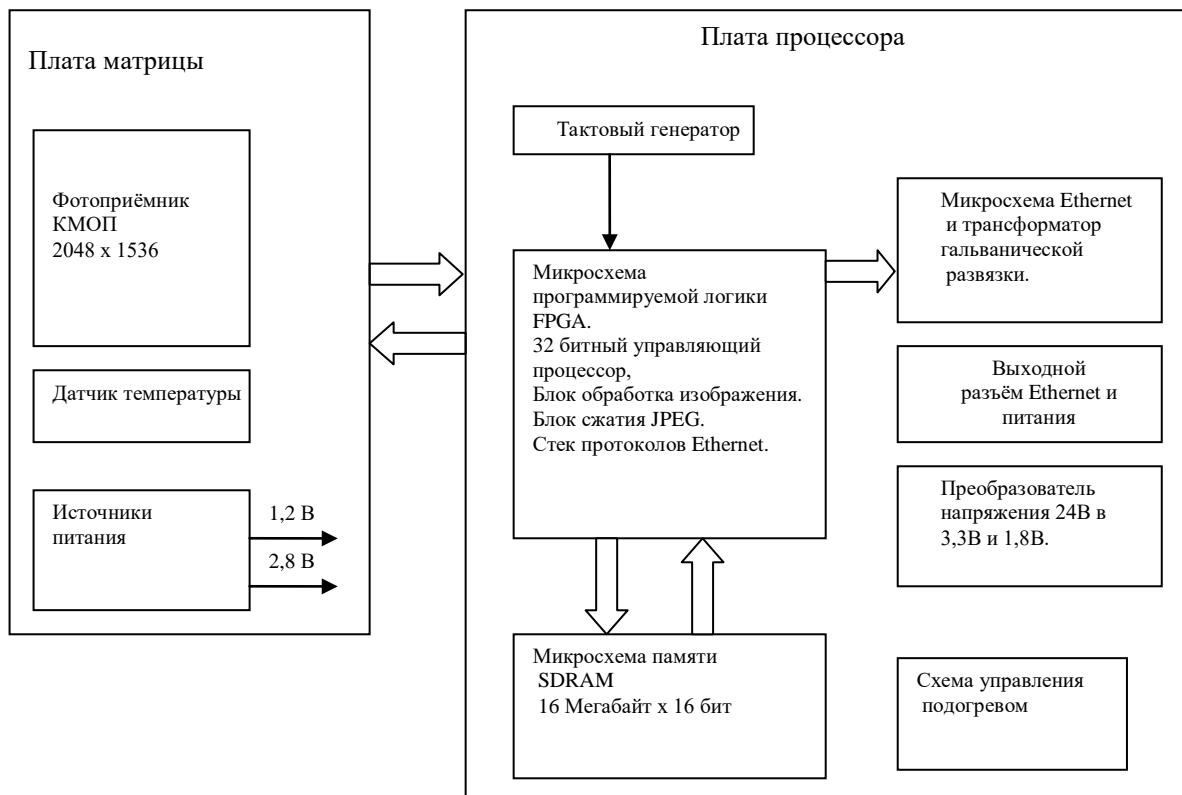 Плата матрицы
Фотоприёмник
КМОП
2048 x 1536
Датчик температуры
Источники
питания
1,2 В
2,8 В
Плата процессора
Тактовый генератор
Микросхема
программируемой логики
FPGA.
32 битный управляющий
процессор,
Блок обработка изображения.
Блок сжатия JPEG.
Стек протоколов Ethernet.
Микросхема памяти
SDRAM
16 Мегабайт x 16 бит
Микросхема Ethernet
и трансформатор
гальванической
развязки.
Выходной
разъём Ethernet и
питания
Преобразователь
напряжения 24В в
3,3В и 1,8В.
Схема управления
подогревом